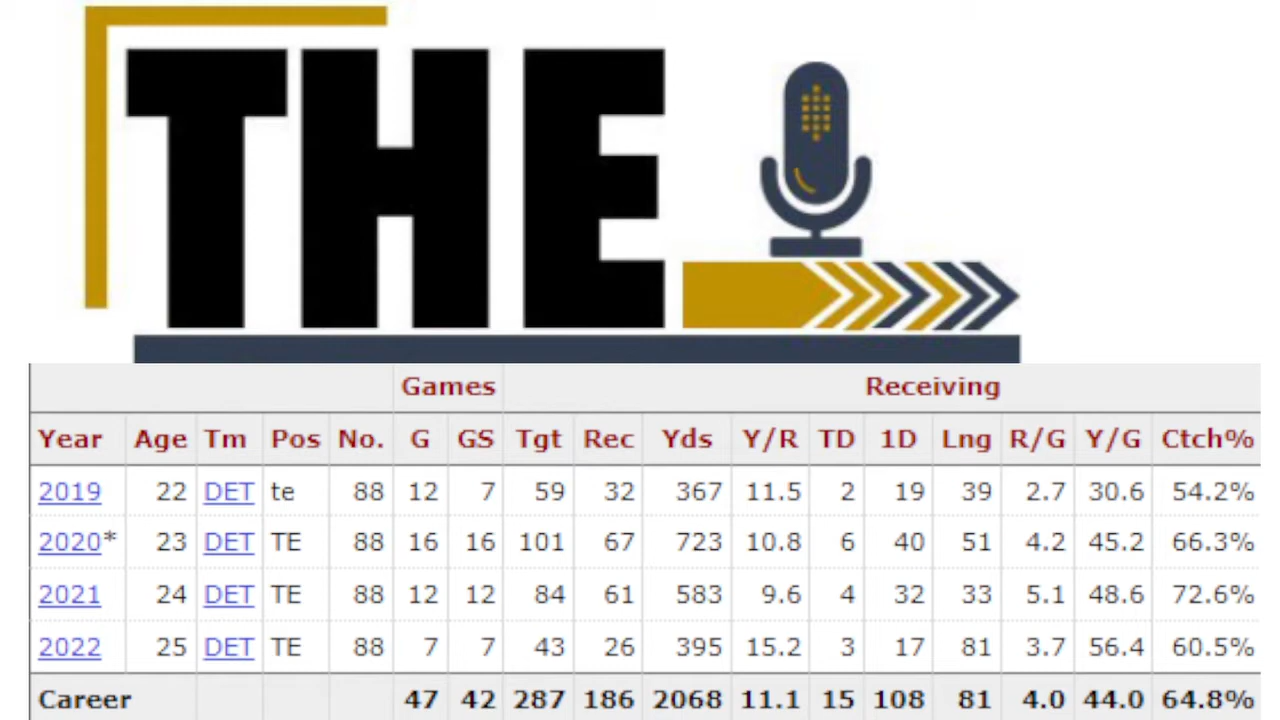 THE
Games Receiving
Year Age Tm Pos No. G GS Tgt Rec Yds Y/R TD 1D Lng R/G Y/G Ctch%
2019 22 DET te 88 12 7 59 32 367 11.5 2 19 39 2.7 30.6 54.2%
2020* 23 DET TE 88 16 16 101 67 723 10.8 6 40 51 4.2 45.2 66.3%
2021 24 DET TE 88 12 12 84 61 583 9.6 4 32 33 5.1 48.6 72.6%
2022 25 DET TE 88 7 7 43 26 395 15.2 3 17 81 3.7 56.4 60.5%
Career 47 42 287 186 2068 11.1 15 108 81 4.0 44.0 64.8%